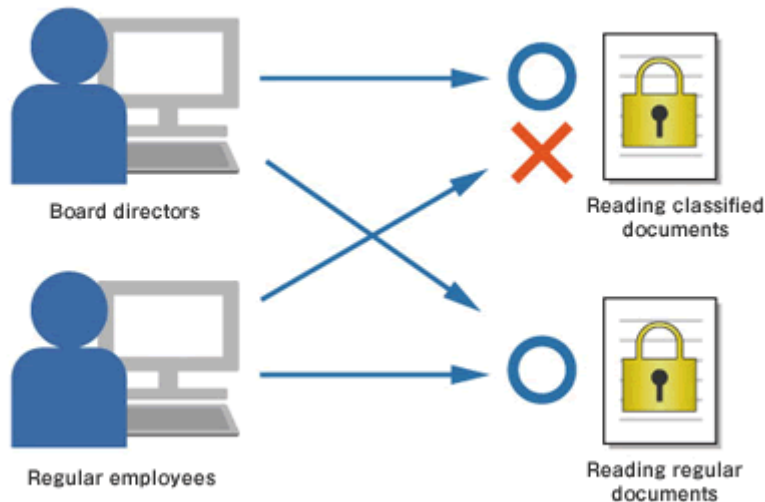 Board directors
Reading classified
documents
Regular employees
Reading regular
documents